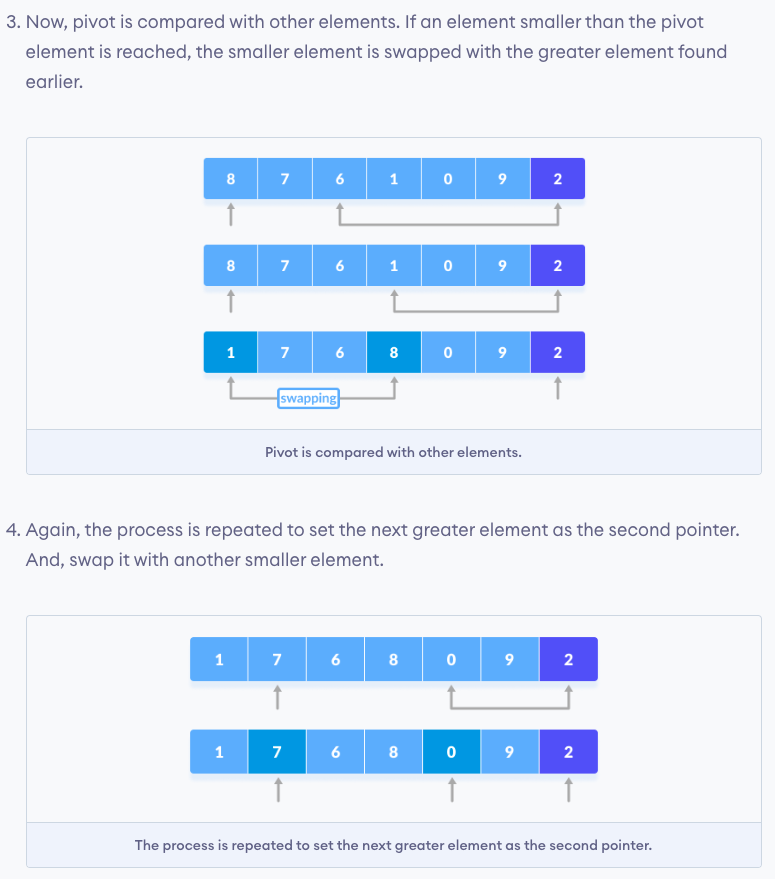 3. Now, pivot is compared with other elements. If an element smaller than the pivot
element is reached, the smaller element is swapped with the greater element found
earlier.
8 7 6 1 0 9 2
8 7 6 1 0 9 2
1 7 6 8 0 9 2
swapping
Pivot is compared with other elements.
4. Again, the process is repeated to set the next greater element as the second pointer.
And, swap it with another smaller element.
1 7 6 8 0 9 2
1 7 6 8 0 9 2
The process is repeated to set the next greater element as the second pointer.